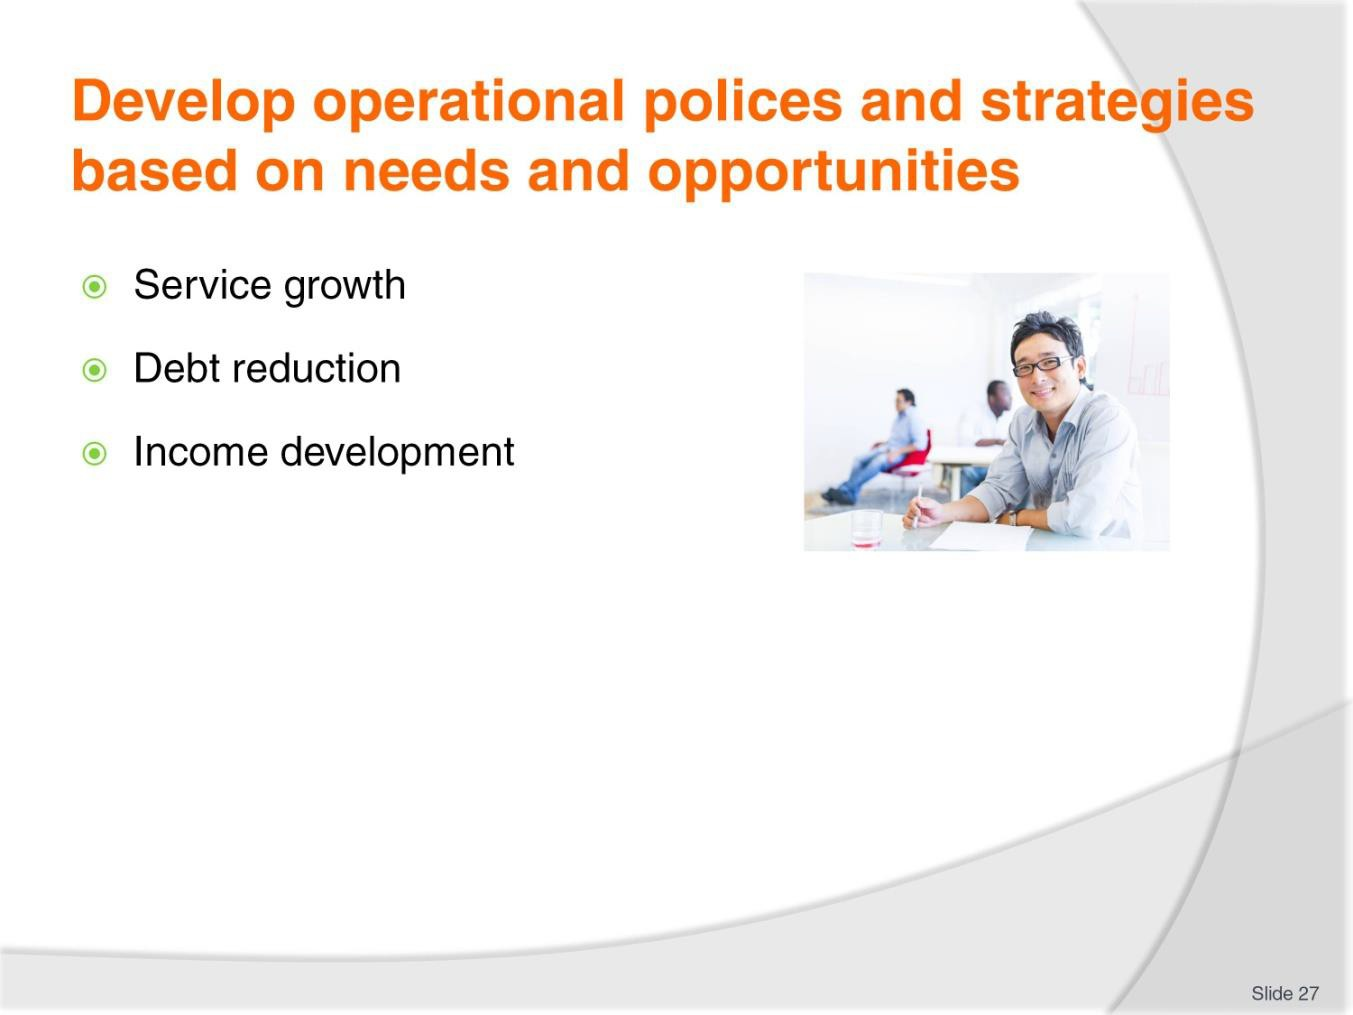 Develop operational polices and strategies
based on needs and opportunities
Service growth
Debt reduction
Income development
Slide 27